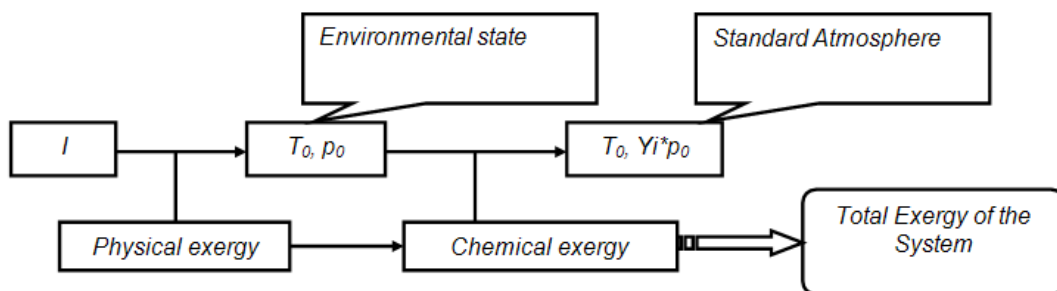 Environmental state
Standard Atmosphere
I
T₀, p₀
T₀, Yi*p₀
Physical exergy
Chemical exergy
Total Exergy of the
System